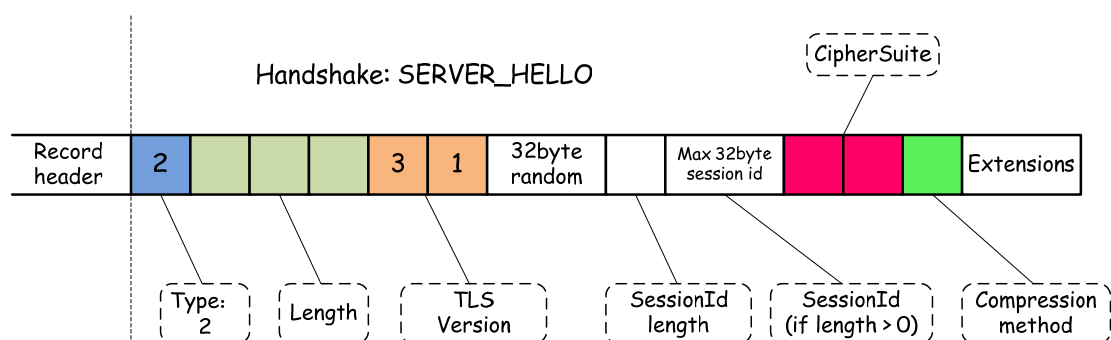 CipherSuite
Handshake: SERVER_HELLO
Record
header
2
3
1
32byte
random
Max 32byte
session id
Extensions
Type:
2
Length
TLS
Version
SessionId
length
SessionId
(if length > 0)
Compression
method